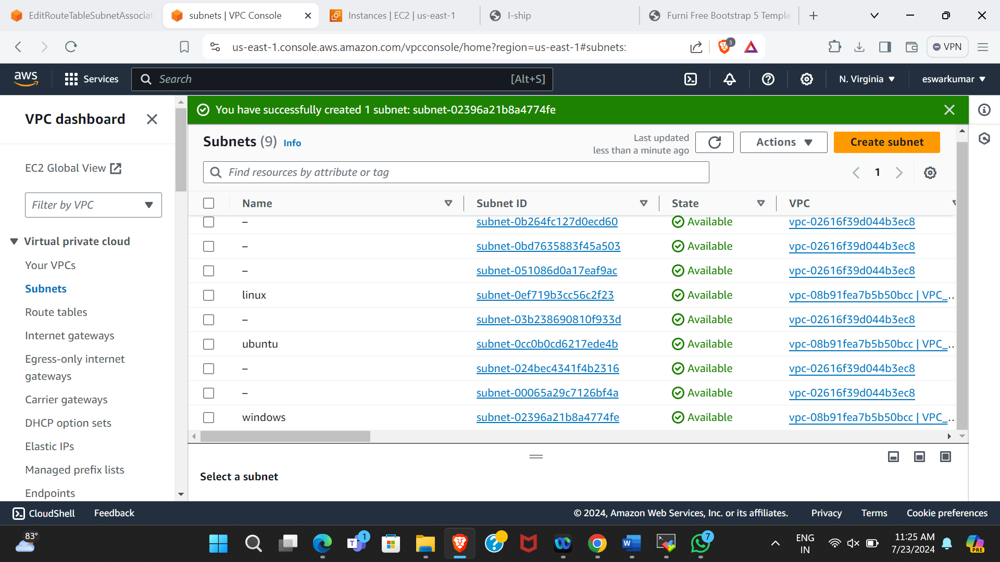 EditRouteTableSubnetAssociat
subnets | VPC Console
Instances | EC2 | us-east-1
I-ship
Furni Free Bootstrap 5 Templa
us-east-1.console.aws.amazon.com/vpcconsole/home?region=us-east-1#subnets:
3
VPN
aws
Services
Search
[Alt+S]
N. Virginia
eswarkumar
VPC dashboard
EC2 Global View
Filter by VPC
Virtual private cloud
Your VPCs
Subnets
Route tables
Internet gateways
Egress-only internet
gateways
Carrier gateways
DHCP option sets
Elastic IPs
Managed prefix lists
Endpoints
You have successfully created 1 subnet: subnet-02396a21b8a4774fe
Subnets (9) Info
Last updated
less than a minute ago
Actions
Create subnet
Find resources by attribute or tag
1
Name Subnet ID State VPC
– subnet-0b264fc127d0ecd60 Available vpc-02616f39d044b3ec8
– subnet-0bd7635883f45a503 Available vpc-02616f39d044b3ec8
– subnet-051086d0a17eaf9ac Available vpc-02616f39d044b3ec8
linux subnet-0ef719b3cc56c2f23 Available vpc-08b91fea7b5b50bcc | VPC_…
– subnet-03b238690810f933d Available vpc-02616f39d044b3ec8
ubuntu subnet-0cc0b0cd6217ede4b Available vpc-08b91fea7b5b50bcc | VPC_…
– subnet-024bec4341f4b2316 Available vpc-02616f39d044b3ec8
– subnet-00065a29c7126bf4a Available vpc-02616f39d044b3ec8
windows subnet-02396a21b8a4774fe Available vpc-08b91fea7b5b50bcc | VPC_…
Select a subnet
CloudShell
Feedback
© 2024, Amazon Web Services, Inc. or its affiliates.
Privacy
Terms
Cookie preferences
83°
1
7
ENG
IN
11:25 AM
7/23/2024
PRE